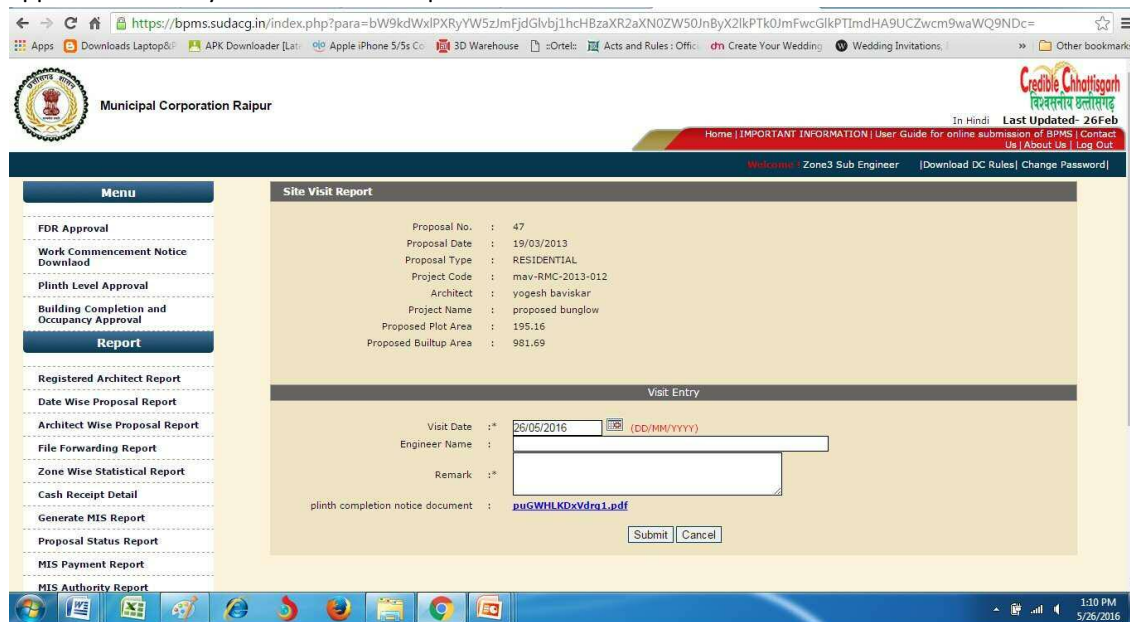 https://bpms.sudacg.in/index.php?para=
Apps Downloads Laptop&F APK Downloader [Lat Apple iPhone 5/5s Co 3D Warehouse ::Ortel:: Acts and Rules : Offic Create Your Wedding Wedding Invitations, » Other bookmark
Municipal Corporation Raipur
Credible Chhattisgarh
विश्वसनीय छत्तीसगढ़
In Hindi Last Updated- 26Feb
Home | IMPORTANT INFORMATION | User Guide for online submission of BPMS | Contact
Us | About Us | Log Out
Welcome ! Zone3 Sub Engineer |Download DC Rules| Change Password|
Menu
FDR Approval
Work Commencement Notice
Downlaod
Plinth Level Approval
Building Completion and
Occupancy Approval
Report
Registered Architect Report
Date Wise Proposal Report
Architect Wise Proposal Report
File Forwarding Report
Zone Wise Statistical Report
Cash Receipt Detail
Generate MIS Report
Proposal Status Report
MIS Payment Report
MIS Authority Report
Site Visit Report
Proposal No. : 47
Proposal Date : 19/03/2013
Proposal Type : RESIDENTIAL
Project Code : mav-RMC-2013-012
Architect : yogesh baviskar
Project Name : proposed bunglow
Proposed Plot Area : 195.16
Proposed Builtup Area : 981.69
Visit Entry
Visit Date :* 26/05/2016 (DD/MM/YYYY)
Engineer Name :
Remark :*
plinth completion notice document : puGWHLKDxVdrq1.pdf
Submit Cancel
1:10 PM
5/26/2016